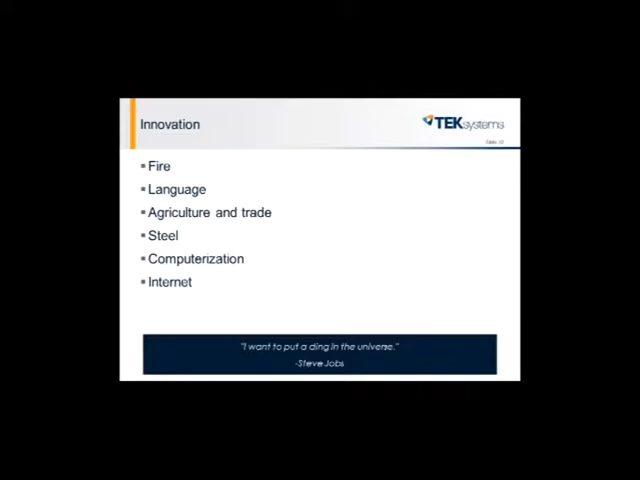 Innovation
TEKsystems
Fire
Language
Agriculture and trade
Steel
Computerization
Internet
"I want to put a ding in the universe."
-Steve Jobs